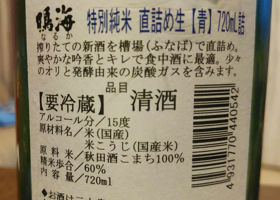 鳴海
なるか
特別純米 直詰め生【青】720mL詰
搾りたての新酒を槽場(ふなば)で直詰め。
爽やかな吟香とキレで食中酒に最適。少々
のオリと発酵由来の炭酸ガスを含みます。
品目
【要冷蔵】清酒
アルコール分/15度
原材料名/米(国産)
米こうじ(国産米)
原料米/秋田酒こまち100%
精米歩合/60%
内容量/720ml
4931770440542